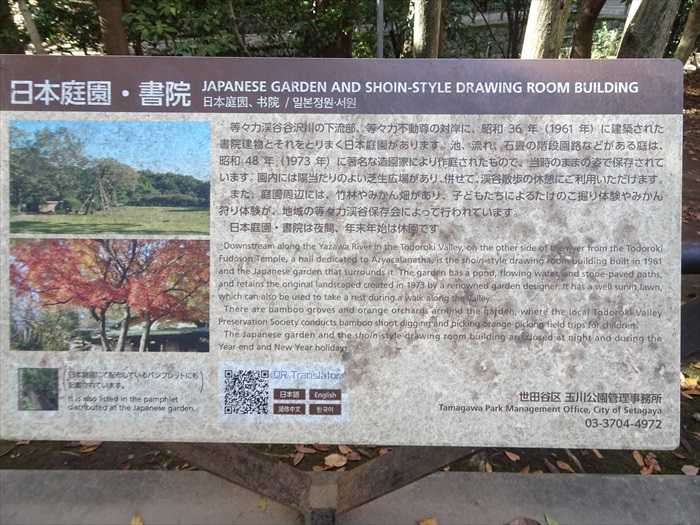 日本庭園・書院 JAPANESE GARDEN AND SHOIN-STYLE DRAWING ROOM BUILDING
日本庭园、书院 / 일본정원·서원
等々力渓谷谷沢川の下流部、等々力不動尊の対岸に、昭和 36 年（1961 年）に建築された
書院建物とそれをとりまく日本庭園があります。池、流れ、石畳の階段園路などがある庭は、
昭和 48 年（1973 年）に著名な造園家により作庭されたもので、当時のままの姿で保存されて
います。園内には陽当たりのよい芝生広場があり、併せて、渓谷散歩の休憩にご利用いただけます。
また、庭園周辺には、竹林やみかん畑があり、子どもたちによるたけのこ掘り体験やみかん
狩り体験が、地域の等々力渓谷保存会によって行われています。
日本庭園・書院は夜間、年末年始は休園です。
Downstream along the Yazawa River in the Todoroki Valley, on the other side of the river from the Todoroki
Fudoson Temple, a hall dedicated to Aryacalanatha, is the shoin-style drawing room building built in 1961
and the Japanese garden that surrounds it. The garden has a pond, flowing water, and stone-paved paths,
and retains the original landscaped created in 1973 by a renowned garden designer. It has a well sunny lawn,
which can also be used to take a rest during a walk along the valley.
There are bamboo groves and orange orchards around the garden, where the local Todoroki Valley
Preservation Society conducts bamboo shoot digging and picking orange picking field trips for children.
The Japanese garden and the shoin-style drawing room building are closed at night and during the
Year-end and New Year holidays.
日本庭園にて配布しているパンフレットにも
記載されています。
It is also listed in the pamphlet
distributed at the Japanese garden.
QR Translator
日本語 English
简体中文 한국어
世田谷区 玉川公園管理事務所
Tamagawa Park Management Office, City of Setagaya
03-3704-4972